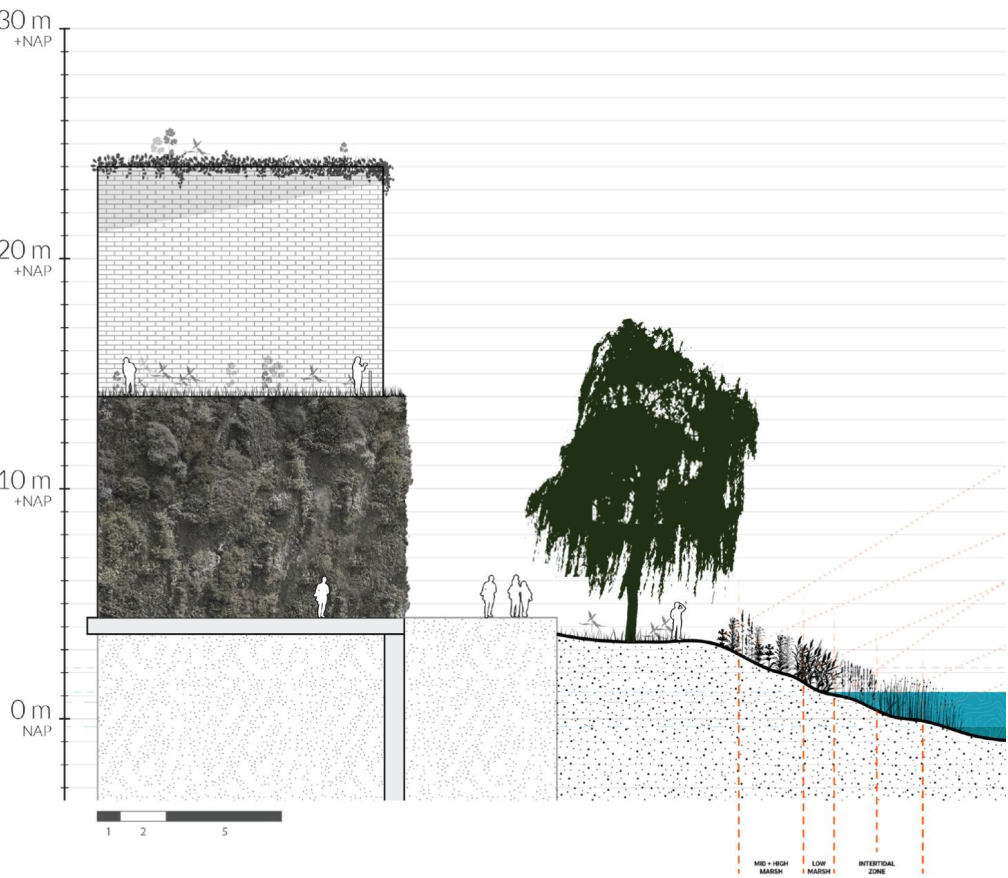 30 m
+NAP
20 m
+NAP
10 m
+NAP
0 m
NAP
1 2 5
MID + HIGH
MARSH
LOW
MARSH
INTERTIDAL
ZONE